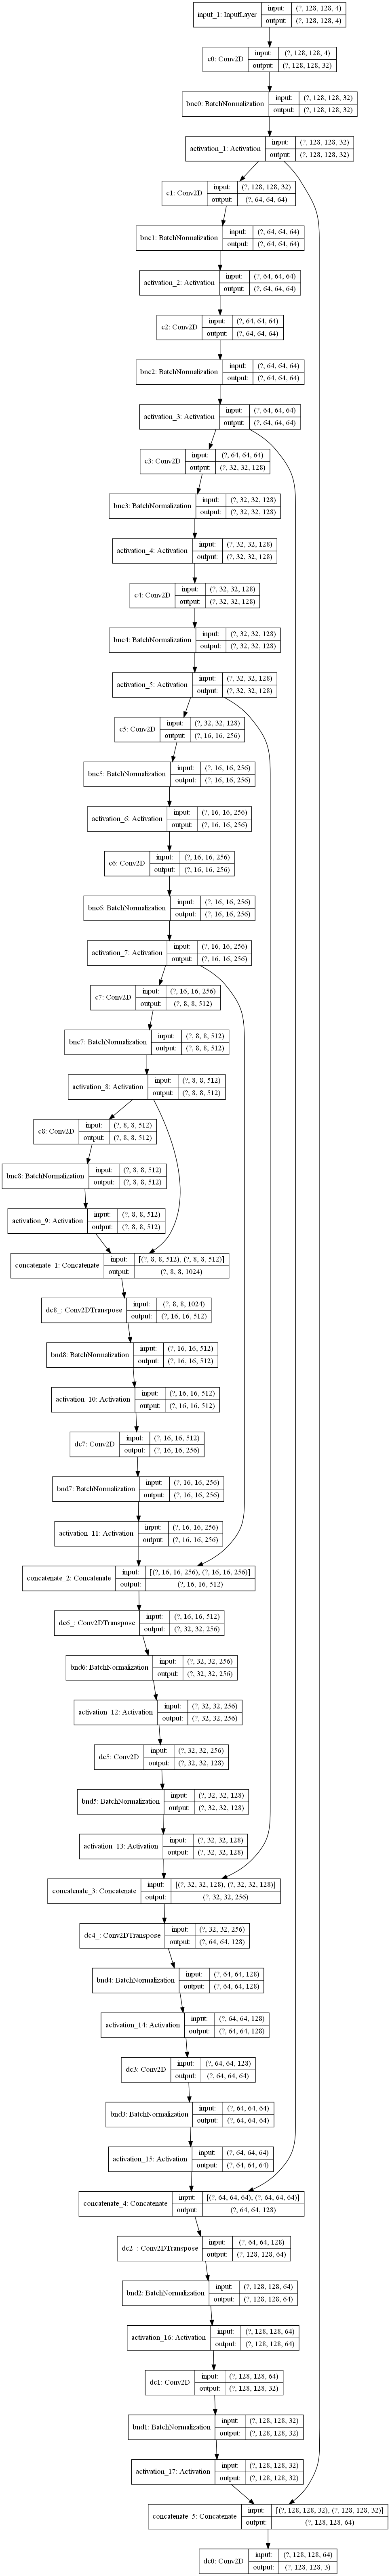 input_1: InputLayer
input: (?, 128, 128, 4)
output: (?, 128, 128, 4)
c0: Conv2D
input: (?, 128, 128, 4)
output: (?, 128, 128, 32)
bnc0: BatchNormalization
input: (?, 128, 128, 32)
output: (?, 128, 128, 32)
activation_1: Activation
input: (?, 128, 128, 32)
output: (?, 128, 128, 32)
c1: Conv2D
input: (?, 128, 128, 32)
output: (?, 64, 64, 64)
bnc1: BatchNormalization
input: (?, 64, 64, 64)
output: (?, 64, 64, 64)
activation_2: Activation
input: (?, 64, 64, 64)
output: (?, 64, 64, 64)
c2: Conv2D
input: (?, 64, 64, 64)
output: (?, 64, 64, 64)
bnc2: BatchNormalization
input: (?, 64, 64, 64)
output: (?, 64, 64, 64)
activation_3: Activation
input: (?, 64, 64, 64)
output: (?, 64, 64, 64)
c3: Conv2D
input: (?, 64, 64, 64)
output: (?, 32, 32, 128)
bnc3: BatchNormalization
input: (?, 32, 32, 128)
output: (?, 32, 32, 128)
activation_4: Activation
input: (?, 32, 32, 128)
output: (?, 32, 32, 128)
c4: Conv2D
input: (?, 32, 32, 128)
output: (?, 32, 32, 128)
bnc4: BatchNormalization
input: (?, 32, 32, 128)
output: (?, 32, 32, 128)
activation_5: Activation
input: (?, 32, 32, 128)
output: (?, 32, 32, 128)
c5: Conv2D
input: (?, 32, 32, 128)
output: (?, 16, 16, 256)
bnc5: BatchNormalization
input: (?, 16, 16, 256)
output: (?, 16, 16, 256)
activation_6: Activation
input: (?, 16, 16, 256)
output: (?, 16, 16, 256)
c6: Conv2D
input: (?, 16, 16, 256)
output: (?, 16, 16, 256)
bnc6: BatchNormalization
input: (?, 16, 16, 256)
output: (?, 16, 16, 256)
activation_7: Activation
input: (?, 16, 16, 256)
output: (?, 16, 16, 256)
c7: Conv2D
input: (?, 16, 16, 256)
output: (?, 8, 8, 512)
bnc7: BatchNormalization
input: (?, 8, 8, 512)
output: (?, 8, 8, 512)
activation_8: Activation
input: (?, 8, 8, 512)
output: (?, 8, 8, 512)
c8: Conv2D
input: (?, 8, 8, 512)
output: (?, 8, 8, 512)
bnc8: BatchNormalization
input: (?, 8, 8, 512)
output: (?, 8, 8, 512)
activation_9: Activation
input: (?, 8, 8, 512)
output: (?, 8, 8, 512)
concatenate_1: Concatenate
input: [(?, 8, 8, 512), (?, 8, 8, 512)]
output: (?, 8, 8, 1024)
dc8_: Conv2DTranspose
input: (?, 8, 8, 1024)
output: (?, 16, 16, 512)
bnd8: BatchNormalization
input: (?, 16, 16, 512)
output: (?, 16, 16, 512)
activation_10: Activation
input: (?, 16, 16, 512)
output: (?, 16, 16, 512)
dc7: Conv2D
input: (?, 16, 16, 512)
output: (?, 16, 16, 256)
bnd7: BatchNormalization
input: (?, 16, 16, 256)
output: (?, 16, 16, 256)
activation_11: Activation
input: (?, 16, 16, 256)
output: (?, 16, 16, 256)
concatenate_2: Concatenate
input: [(?, 16, 16, 256), (?, 16, 16, 256)]
output: (?, 16, 16, 512)
dc6_: Conv2DTranspose
input: (?, 16, 16, 512)
output: (?, 32, 32, 256)
bnd6: BatchNormalization
input: (?, 32, 32, 256)
output: (?, 32, 32, 256)
activation_12: Activation
input: (?, 32, 32, 256)
output: (?, 32, 32, 256)
dc5: Conv2D
input: (?, 32, 32, 256)
output: (?, 32, 32, 128)
bnd5: BatchNormalization
input: (?, 32, 32, 128)
output: (?, 32, 32, 128)
activation_13: Activation
input: (?, 32, 32, 128)
output: (?, 32, 32, 128)
concatenate_3: Concatenate
input: [(?, 32, 32, 128), (?, 32, 32, 128)]
output: (?, 32, 32, 256)
dc4_: Conv2DTranspose
input: (?, 32, 32, 256)
output: (?, 64, 64, 128)
bnd4: BatchNormalization
input: (?, 64, 64, 128)
output: (?, 64, 64, 128)
activation_14: Activation
input: (?, 64, 64, 128)
output: (?, 64, 64, 128)
dc3: Conv2D
input: (?, 64, 64, 128)
output: (?, 64, 64, 64)
bnd3: BatchNormalization
input: (?, 64, 64, 64)
output: (?, 64, 64, 64)
activation_15: Activation
input: (?, 64, 64, 64)
output: (?, 64, 64, 64)
concatenate_4: Concatenate
input: [(?, 64, 64, 64), (?, 64, 64, 64)]
output: (?, 64, 64, 128)
dc2_: Conv2DTranspose
input: (?, 64, 64, 128)
output: (?, 128, 128, 64)
bnd2: BatchNormalization
input: (?, 128, 128, 64)
output: (?, 128, 128, 64)
activation_16: Activation
input: (?, 128, 128, 64)
output: (?, 128, 128, 64)
dc1: Conv2D
input: (?, 128, 128, 64)
output: (?, 128, 128, 32)
bnd1: BatchNormalization
input: (?, 128, 128, 32)
output: (?, 128, 128, 32)
activation_17: Activation
input: (?, 128, 128, 32)
output: (?, 128, 128, 32)
concatenate_5: Concatenate
input: [(?, 128, 128, 32), (?, 128, 128, 32)]
output: (?, 128, 128, 64)
dc0: Conv2D
input: (?, 128, 128, 64)
output: (?, 128, 128, 3)